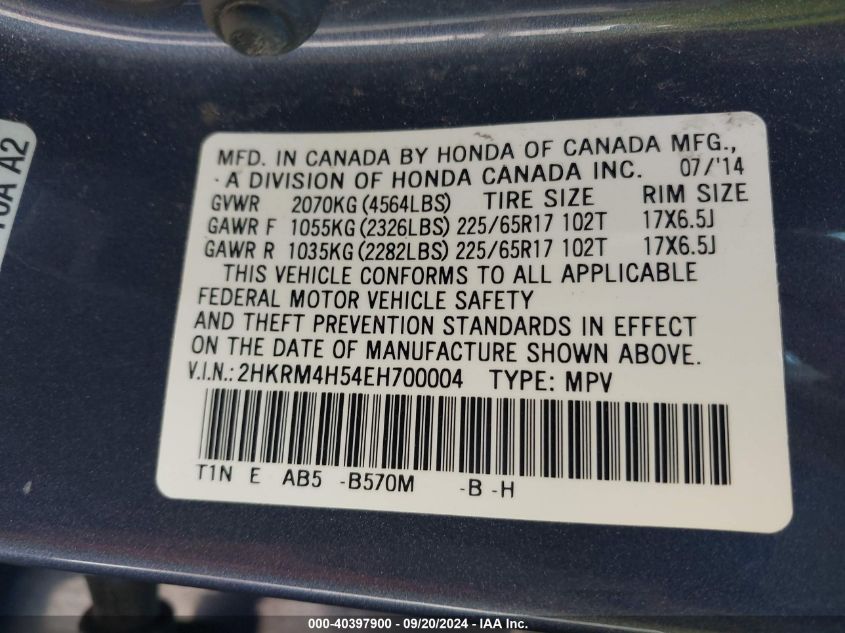 10A A2
MFD. IN CANADA BY HONDA OF CANADA MFG.,
A DIVISION OF HONDA CANADA INC. 07/'14
GVWR 2070KG (4564LBS) TIRE SIZE RIM SIZE
GAWR F 1055KG (2326LBS) 225/65R17 102T 17X6.5J
GAWR R 1035KG (2282LBS) 225/65R17 102T 17X6.5J
THIS VEHICLE CONFORMS TO ALL APPLICABLE
FEDERAL MOTOR VEHICLE SAFETY
AND THEFT PREVENTION STANDARDS IN EFFECT
ON THE DATE OF MANUFACTURE SHOWN ABOVE.
V.I.N.: 2HKRM4H54EH700004 TYPE: MPV
T1N E AB5 -B570M -B -H
000-40397900 - 09/20/2024 - IAA Inc.